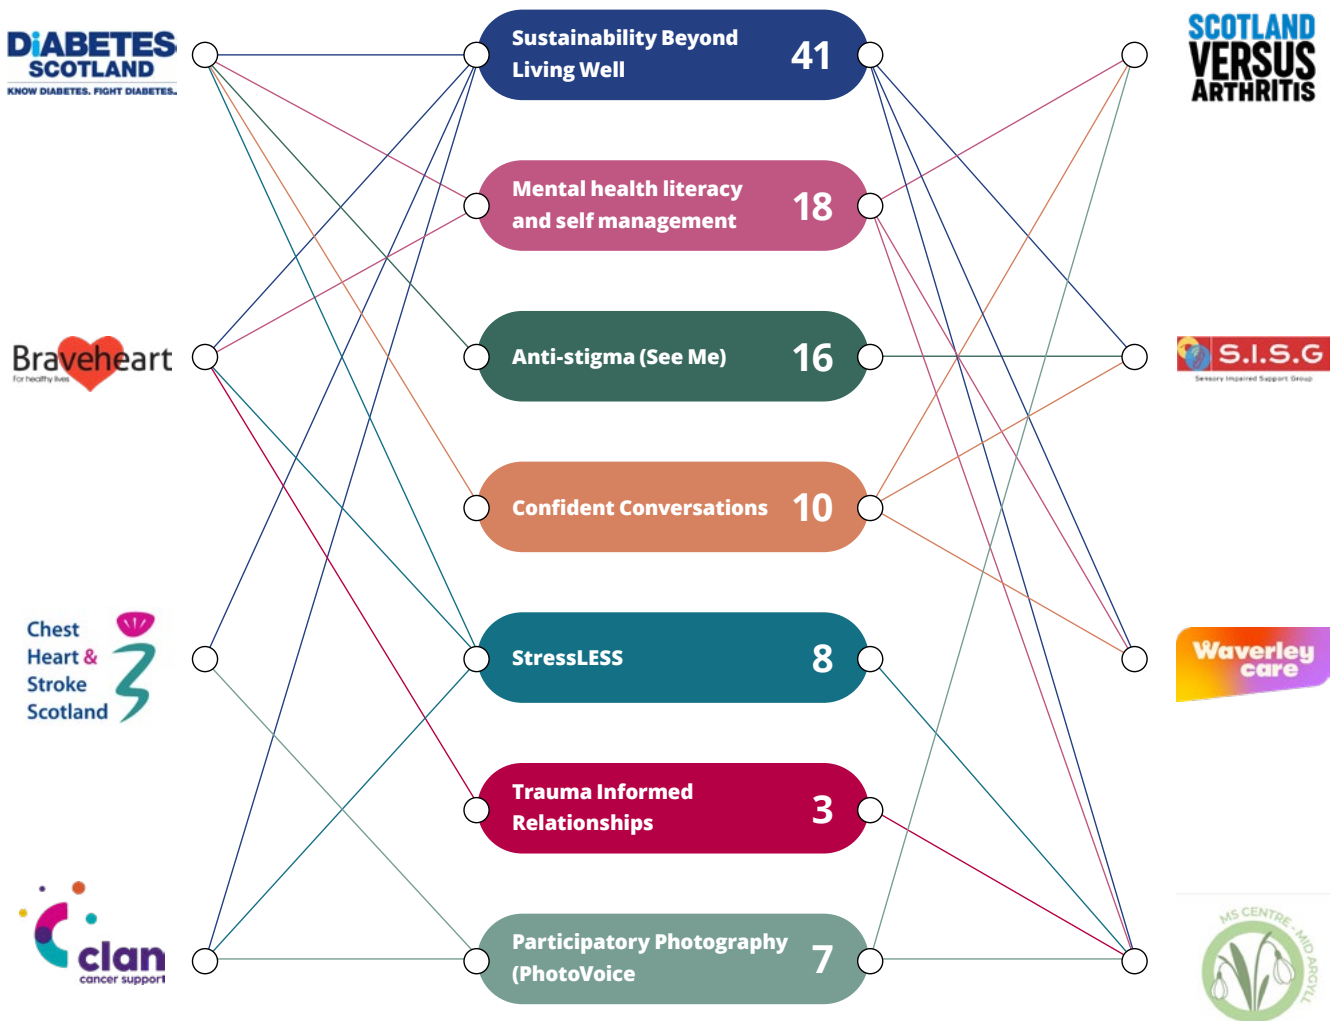 DiABETES
SCOTLAND
KNOW DIABETES. FIGHT DIABETES.
Braveheart
For healthy lives
Chest
Heart &
Stroke
Scotland
clan
cancer support
Sustainability Beyond
Living Well
41
Mental health literacy
and self management
18
Anti-stigma (See Me)
16
Confident Conversations
10
StressLESS
8
Trauma Informed
Relationships
3
Participatory Photography
(PhotoVoice
7
SCOTLAND
VERSUS
ARTHRITIS
S.I.S.G
Sensory Impaired Support Group
Waverley
care
MS CENTRE - MID ARGYLL